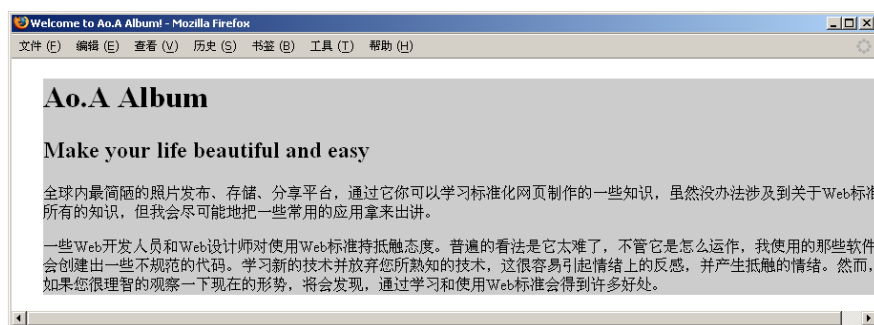 Welcome to Ao.A Album! - Mozilla Firefox
文件 (F) 编辑 (E) 查看 (V) 历史 (S) 书签 (B) 工具 (T) 帮助 (H)
Ao.A Album
Make your life beautiful and easy
全球内最简陋的照片发布、存储、分享平台，通过它你可以学习标准化网页制作的一些知识，虽然没办法涉及到关于Web标准
所有的知识，但我会尽可能地把一些常用的应用拿来出讲。
一些Web开发人员和Web设计师对使用Web标准持抵触态度。普遍的看法是它太难了，不管它是怎么运作，我使用的那些软件
会创建出一些不规范的代码。学习新的技术并放弃您所熟知的技术，这很容易引起情绪上的反感，并产生抵触的情绪。然而，
如果您很理智的观察一下现在的形势，将会发现，通过学习和使用Web标准会得到许多好处。